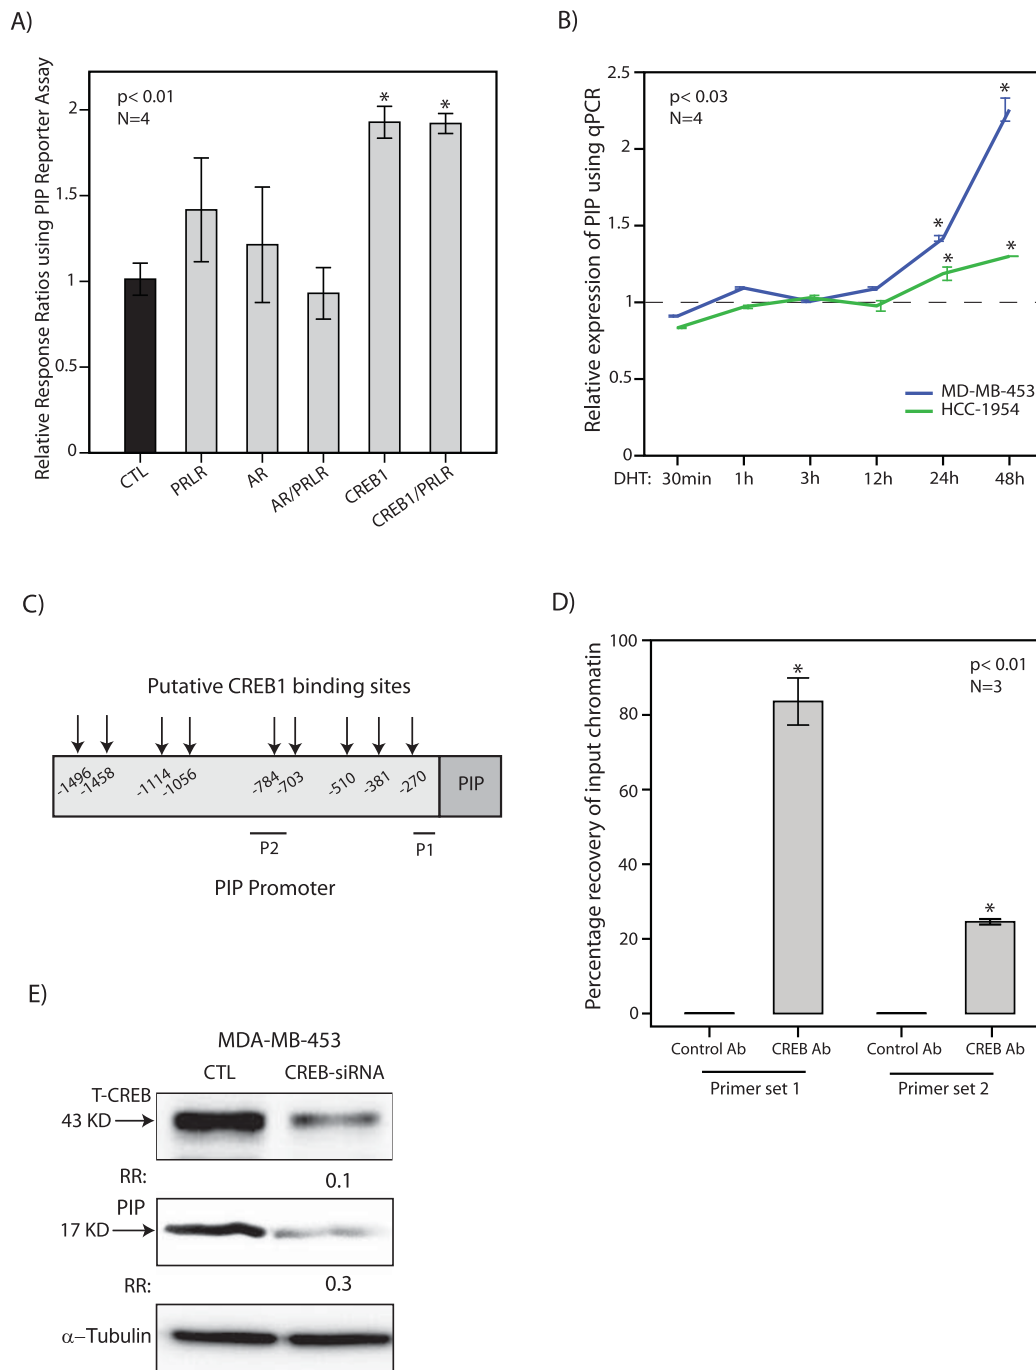 A)
Relative Response Ratios using PIP Reporter Assay
p< 0.01
N=4
2
1.5
1
0.5
0
*
*
CTL
PRLR
AR
AR/PRLR
CREB1
CREB1/PRLR
B)
Relative expression of PIP using qPCR
p< 0.03
N=4
2.5
2
1.5
1
0.5
0
*
*
*
*
MD-MB-453
HCC-1954
DHT: 30min 1h 3h 12h 24h 48h
C)
Putative CREB1 binding sites
-1496 -1458 -1114 -1056 -784 -703 -510 -381 -270 PIP
P2 P1
PIP Promoter
D)
Percentage recovery of input chromatin
p< 0.01
N=3
100
80
60
40
20
0
*
*
Control Ab CREB Ab Control Ab CREB Ab
Primer set 1 Primer set 2
E)
MDA-MB-453
CTL CREB-siRNA
T-CREB
43 KD
RR: 0.1
PIP
17 KD
RR: 0.3
α−Tubulin